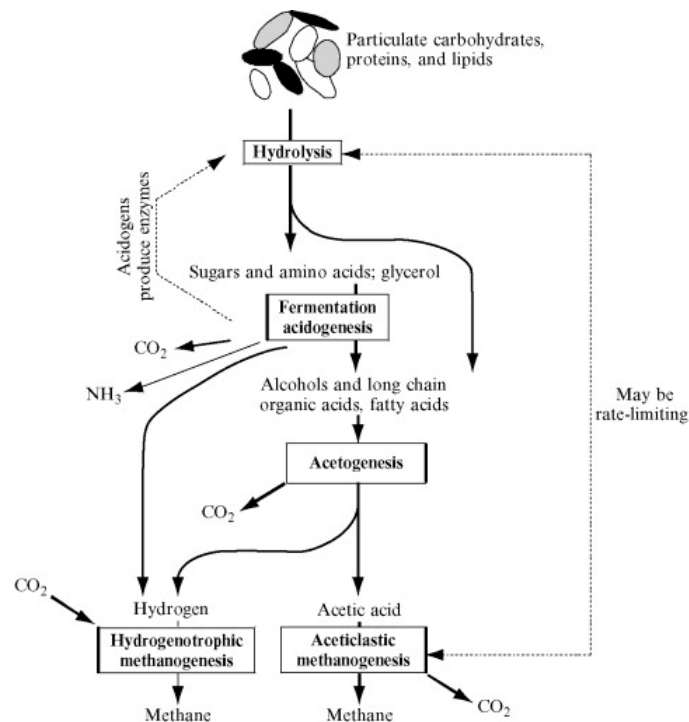 Particulate carbohydrates,
proteins, and lipids
Hydrolysis
Acidogens
produce enzymes
Sugars and amino acids; glycerol
Fermentation
acidogenesis
CO₂
NH₃
Alcohols and long chain
organic acids, fatty acids
May be
rate-limiting
Acetogenesis
CO₂
CO₂
Hydrogen
Acetic acid
Hydrogenotrophic
methanogenesis
Aceticlastic
methanogenesis
CO₂
Methane
Methane